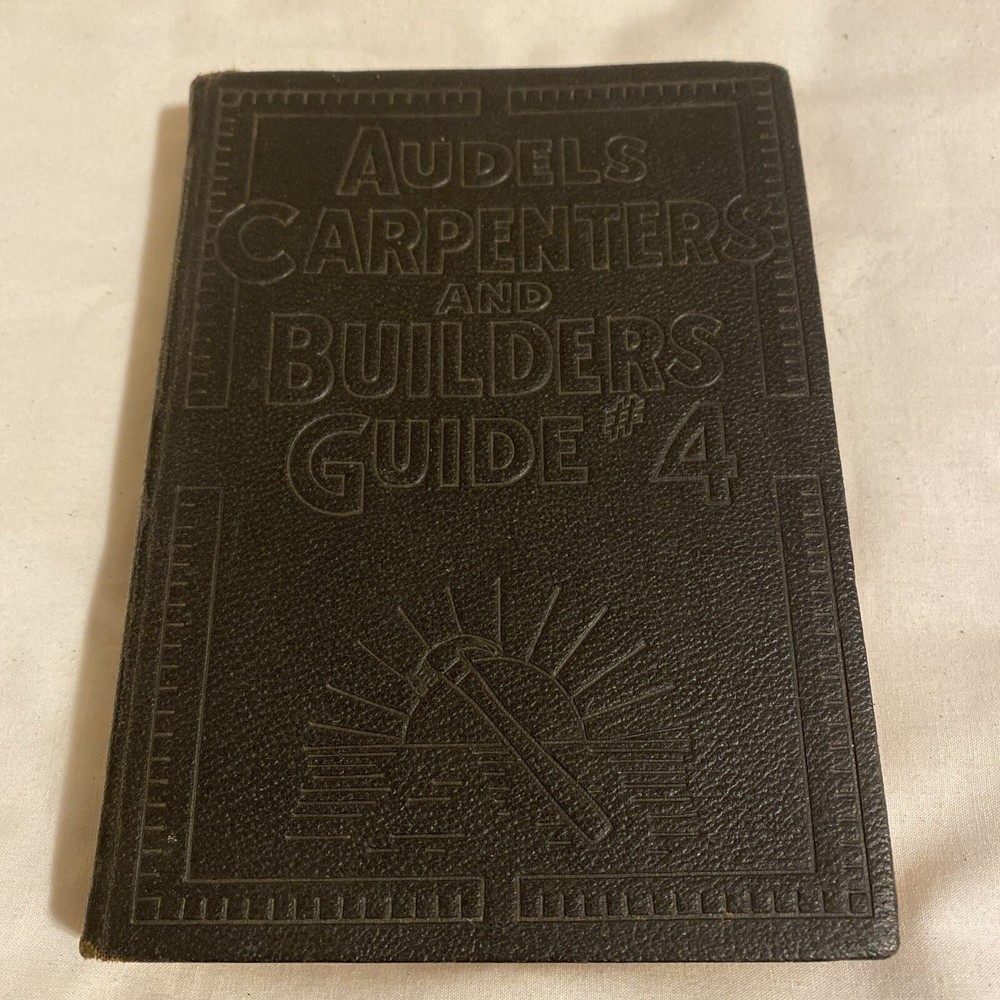 AUDELS
CARPENTERS
AND
BUILDERS
GUIDE #4